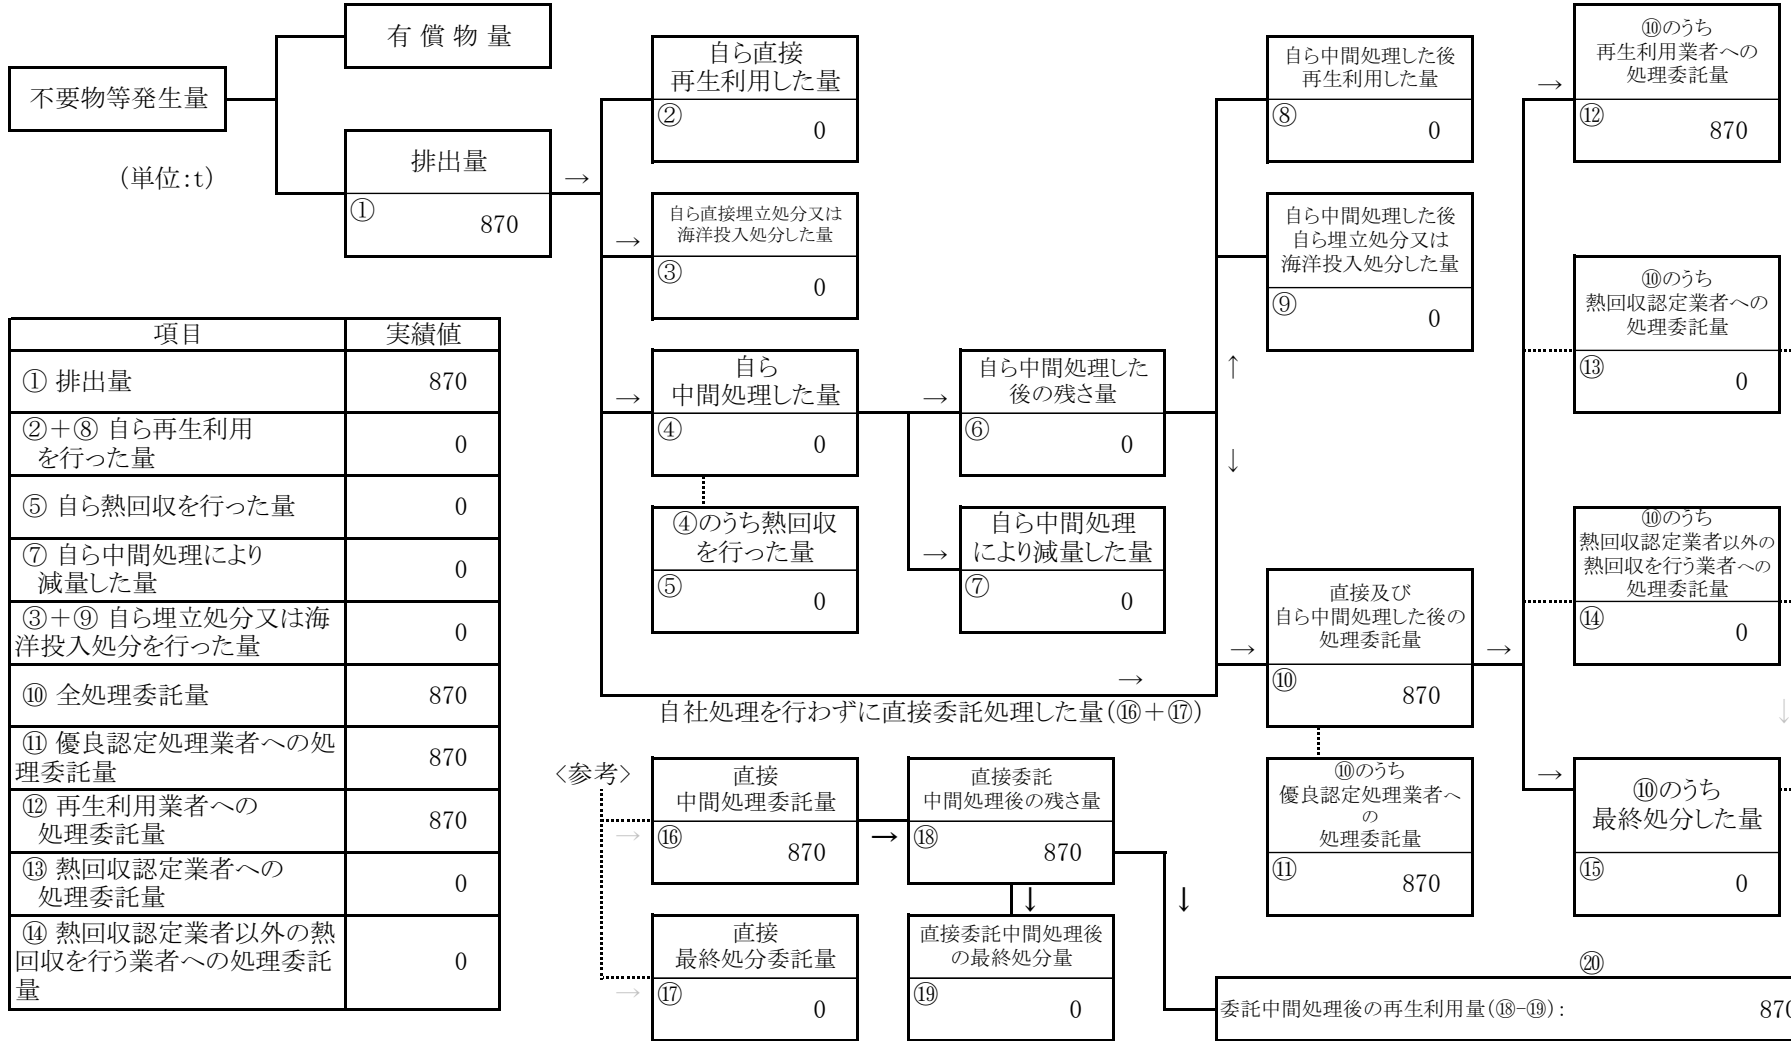 有 償 物 量
不要物等発生量
(単位:t)
排出量
① 870
→
自ら直接
再生利用した量
② 0
→
自ら直接埋立処分又は
海洋投入処分した量
③ 0
→
自ら
中間処理した量
④ 0
④のうち熱回収
を行った量
⑤ 0
→
自ら中間処理した
後の残さ量
⑥ 0
→
自ら中間処理
により減量した量
⑦ 0
↑
↓
自ら中間処理した後
再生利用した量
⑧ 0
自ら中間処理した後
自ら埋立処分又は
海洋投入処分した量
⑨ 0
→
自社処理を行わずに直接委託処理した量(⑯+⑰)
→
直接及び
自ら中間処理した後の
処理委託量
⑩ 870
⑩のうち
優良認定処理業者へ
の
処理委託量
⑪ 870
→
→
⑩のうち
再生利用業者への
処理委託量
⑫ 870
⑩のうち
熱回収認定業者への
処理委託量
⑬ 0
⑩のうち
熱回収認定業者以外の
熱回収を行う業者への
処理委託量
⑭ 0
↓
→
⑩のうち
最終処分した量
⑮ 0
項目 実績値
① 排出量 870
②+⑧ 自ら再生利用
を行った量 0
⑤ 自ら熱回収を行った量 0
⑦ 自ら中間処理により
減量した量 0
③+⑨ 自ら埋立処分又は海
洋投入処分を行った量 0
⑩ 全処理委託量 870
⑪ 優良認定処理業者への処
理委託量 870
⑫ 再生利用業者への
処理委託量 870
⑬ 熱回収認定業者への
処理委託量 0
⑭ 熱回収認定業者以外の熱
回収を行う業者への処理委託
量 0
<参考>
→
直接
中間処理委託量
⑯ 870
→
直接
最終処分委託量
⑰ 0
→
直接委託
中間処理後の残さ量
⑱ 870
↓
直接委託中間処理後
の最終処分量
⑲ 0
↓
⑳
委託中間処理後の再生利用量(⑱-⑲): 870